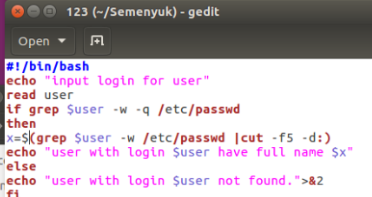 123 (~/Semenyuk) - gedit
Open
#!/bin/bash
echo "input login for user"
read user
if grep $user -w -q /etc/passwd
then
x=$(grep $user -w /etc/passwd |cut -f5 -d:)
echo "user with login $user have full name $x"
else
echo "user with login $user not found.">&2
fi